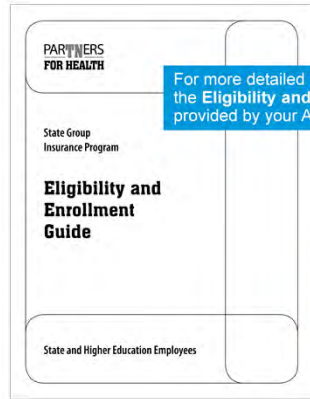 PARTNERS
FOR HEALTH
For more detailed
the Eligibility and
provided by your A
State Group
Insurance Program
Eligibility and
Enrollment
Guide
State and Higher Education Employees